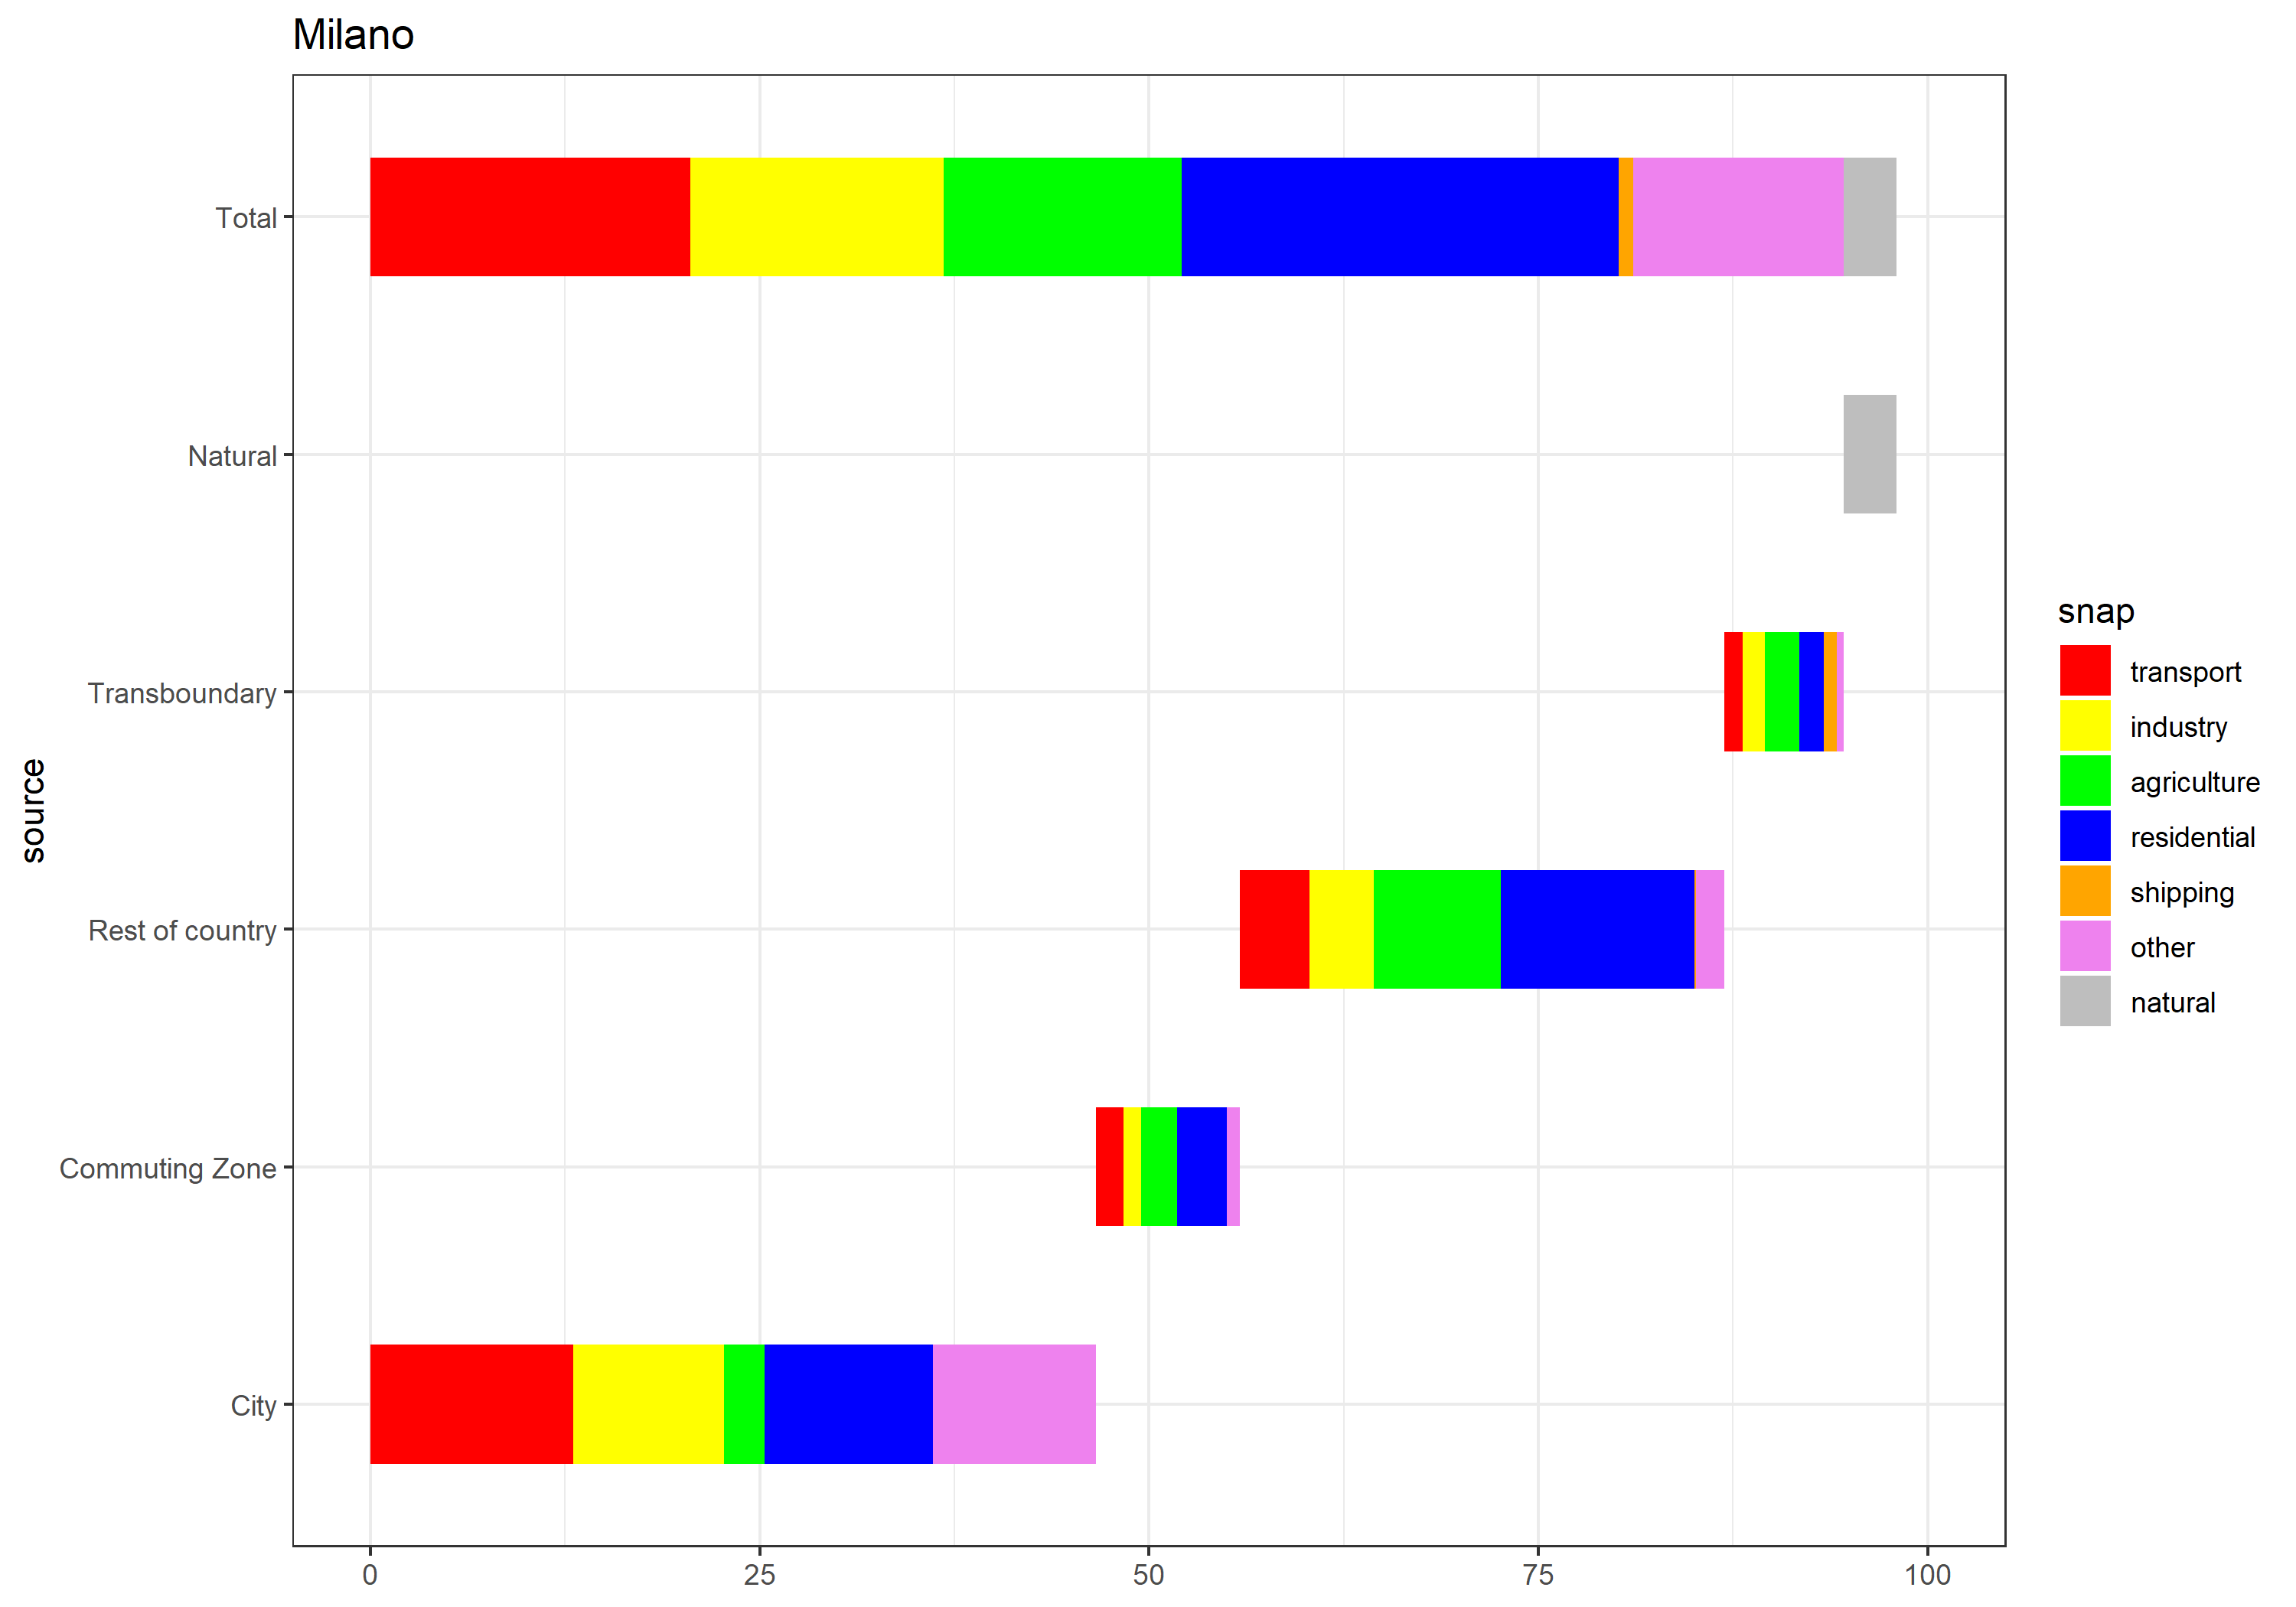 Milano
source
Total
Natural
Transboundary
Rest of country
Commuting Zone
City
0 25 50 75 100
snap
transport
industry
agriculture
residential
shipping
other
natural